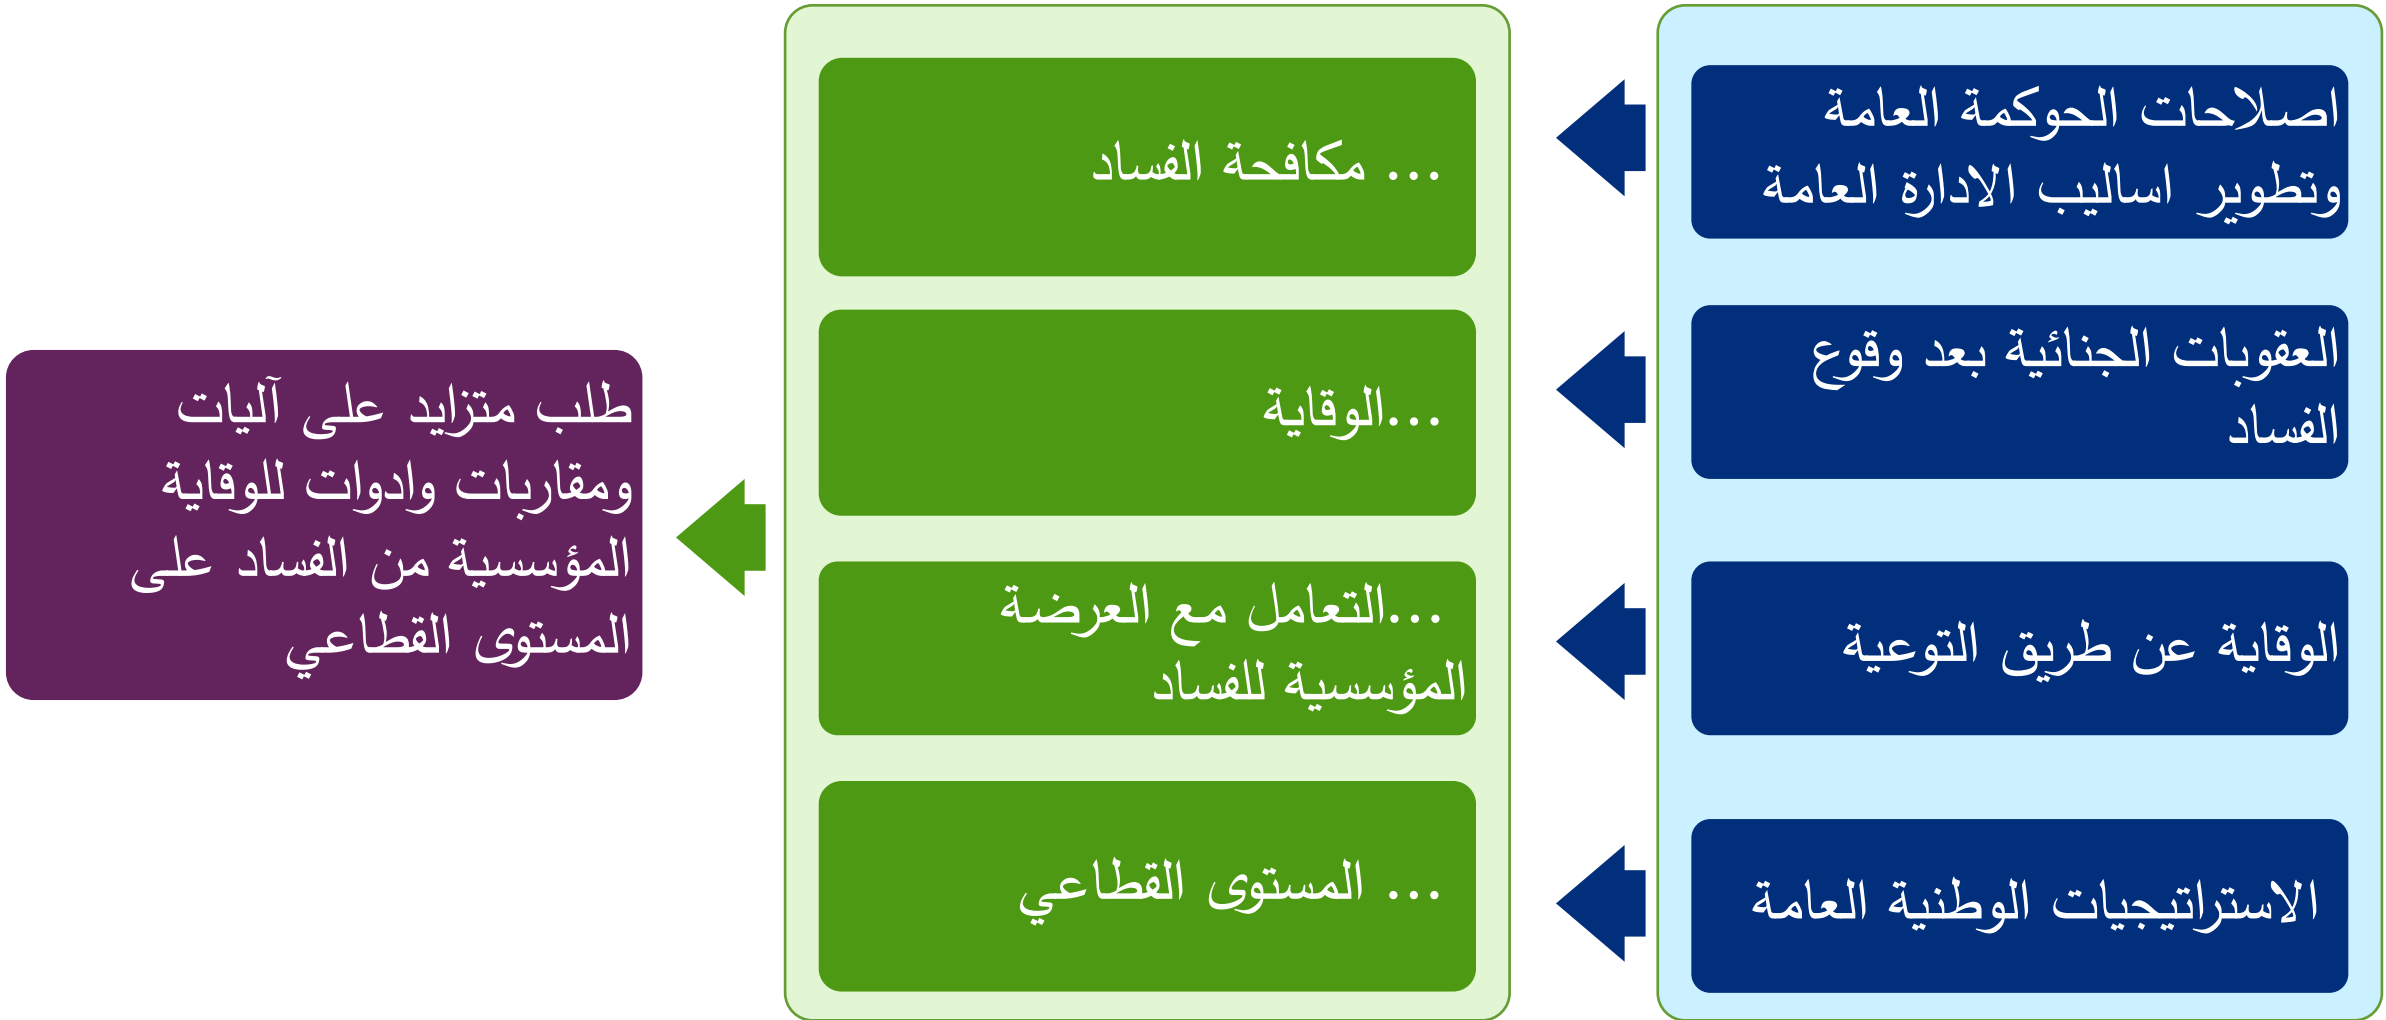 اصلاحات الحوكمة العامة
وتطوير اساليب الادارة العامة
العقوبات الجنائية بعد وقوع
الفساد
الوقاية عن طريق التوعية
الاستراتيجيات الوطنية العامة
... مكافحة الفساد
...الوقاية
...التعامل مع العرضة
المؤسسية للفساد
... المستوى القطاعي
طلب متزايد على آليات
ومقاربات وادوات للوقاية
المؤسسية من الفساد على
المستوى القطاعي